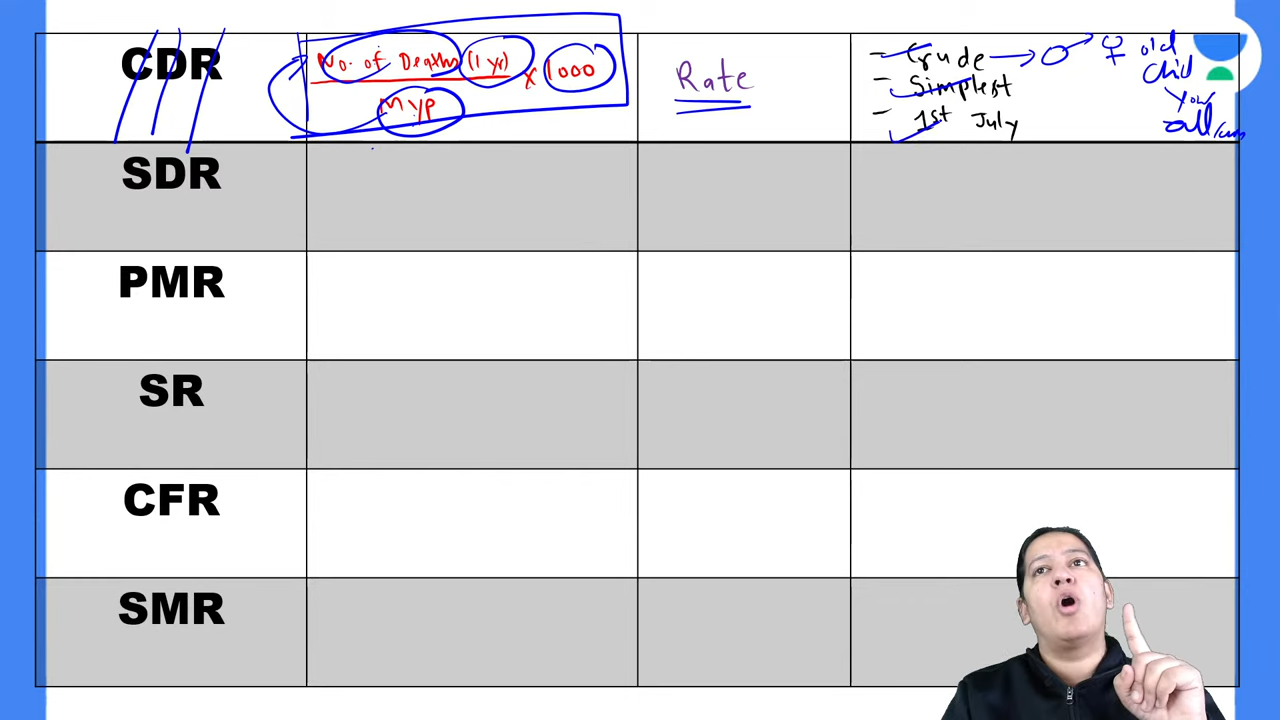 CDR
No. of Deaths (1 yr)
x 1000
Myp
Rate
- Crude → ♂ ♀ old
child
- Simplest
- 1st July
all
SDR
PMR
SR
CFR
SMR